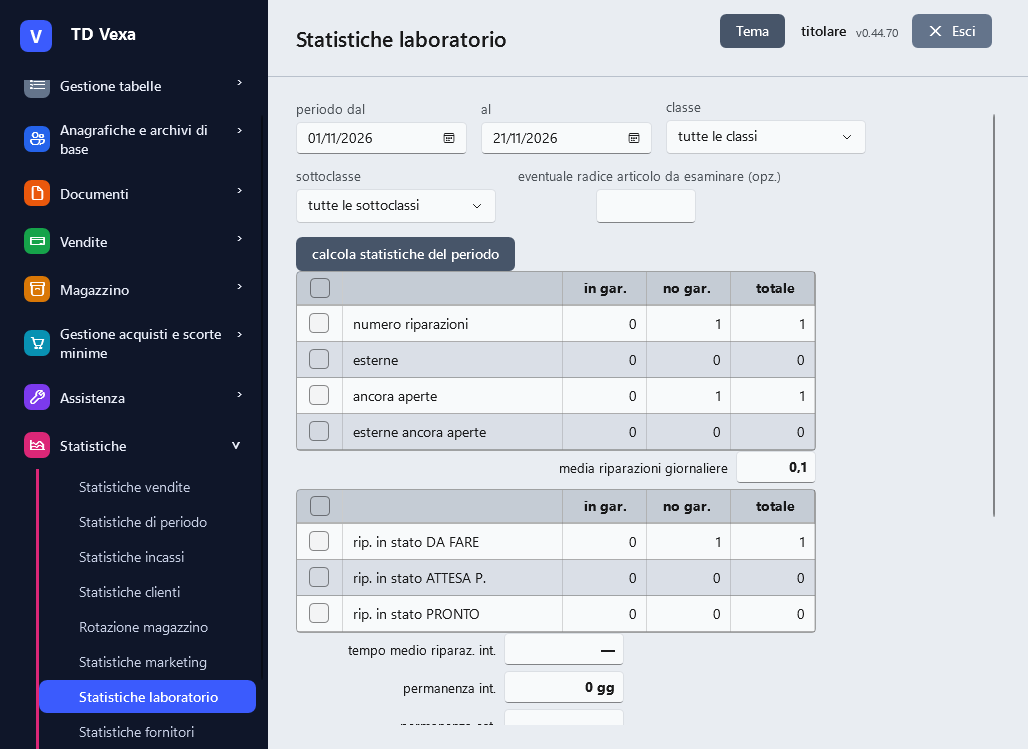 V
TD Vexa
Gestione tabelle
Anagrafiche e archivi di
base
Documenti
Vendite
Magazzino
Gestione acquisti e scorte
minime
Assistenza
Statistiche
Statistiche vendite
Statistiche di periodo
Statistiche incassi
Statistiche clienti
Rotazione magazzino
Statistiche marketing
Statistiche laboratorio
Statistiche fornitori
Statistiche laboratorio
Tema
titolare
v0.44.70
Esci
periodo dal
al
classe
01/11/2026
21/11/2026
tutte le classi
sottoclasse
eventuale radice articolo da esaminare (opz.)
tutte le sottoclassi
calcola statistiche del periodo
in gar. no gar. totale
numero riparazioni 0 1 1
esterne 0 0 0
ancora aperte 0 1 1
esterne ancora aperte 0 0 0
media riparazioni giornaliere 0,1
in gar. no gar. totale
rip. in stato DA FARE 0 1 1
rip. in stato ATTESA P. 0 0 0
rip. in stato PRONTO 0 0 0
tempo medio riparaz. int. —
permanenza int. 0 gg